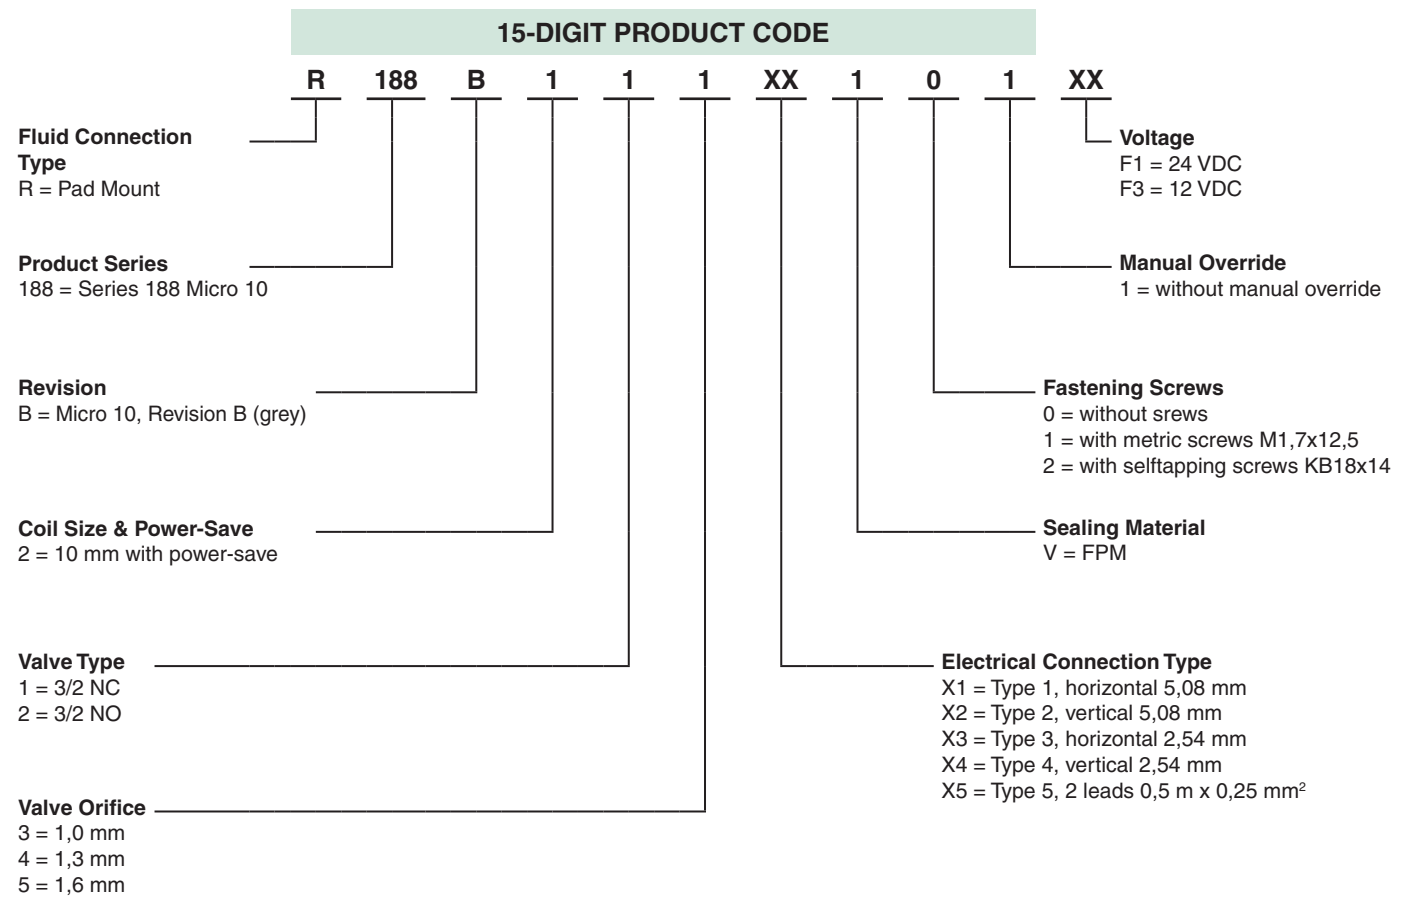 15-DIGIT PRODUCT CODE
R 188 B 1 1 1 XX 1 0 1 XX
Fluid Connection
Type
R = Pad Mount
Product Series
188 = Series 188 Micro 10
Revision
B = Micro 10, Revision B (grey)
Coil Size & Power-Save
2 = 10 mm with power-save
Valve Type
1 = 3/2 NC
2 = 3/2 NO
Valve Orifice
3 = 1,0 mm
4 = 1,3 mm
5 = 1,6 mm
Voltage
F1 = 24 VDC
F3 = 12 VDC
Manual Override
1 = without manual override
Fastening Screws
0 = without srews
1 = with metric screws M1,7x12,5
2 = with selftapping screws KB18x14
Sealing Material
V = FPM
Electrical Connection Type
X1 = Type 1, horizontal 5,08 mm
X2 = Type 2, vertical 5,08 mm
X3 = Type 3, horizontal 2,54 mm
X4 = Type 4, vertical 2,54 mm
X5 = Type 5, 2 leads 0,5 m x 0,25 mm²